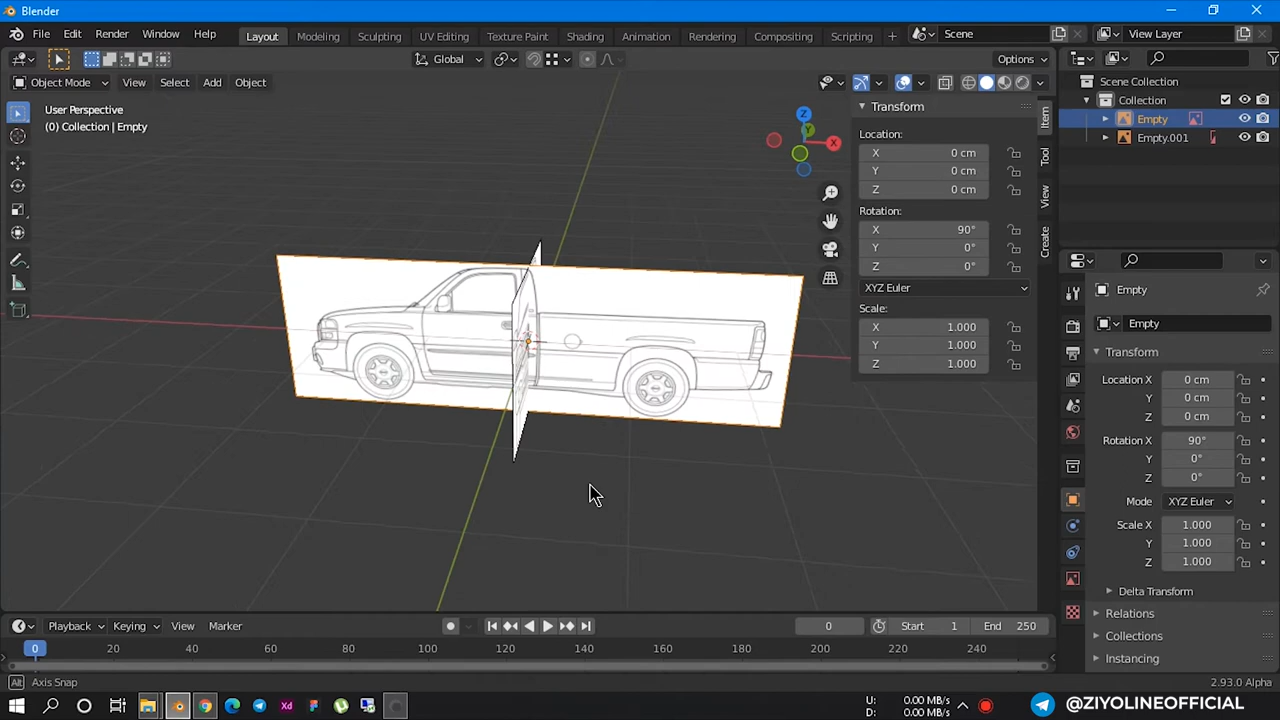 Blender
File Edit Render Window Help Layout Modeling Sculpting UV Editing Texture Paint Shading Animation Rendering Compositing Scripting + Scene View Layer
Global Options
Object Mode View Select Add Object
User Perspective
(0) Collection | Empty
Z
Y
X
Transform
Location:
X 0 cm
Y 0 cm
Z 0 cm
Rotation:
X 90°
Y 0°
Z 0°
XYZ Euler
Scale:
X 1.000
Y 1.000
Z 1.000
Item
Tool
View
Create
Scene Collection
Collection
Empty
Empty.001
Empty
Empty
Transform
Location X 0 cm
Y 0 cm
Z 0 cm
Rotation X 90°
Y 0°
Z 0°
Mode XYZ Euler
Scale X 1.000
Y 1.000
Z 1.000
Delta Transform
Relations
Collections
Instancing
Playback Keying View Marker 0 Start 1 End 250
0 20 40 60 80 100 120 140 160 180 200 220 240
Alt Axis Snap 2.93.0 Alpha
Xd
U: 0.00 MB/s
D: 0.00 MB/s
@ZIYOLINEOFFICIAL